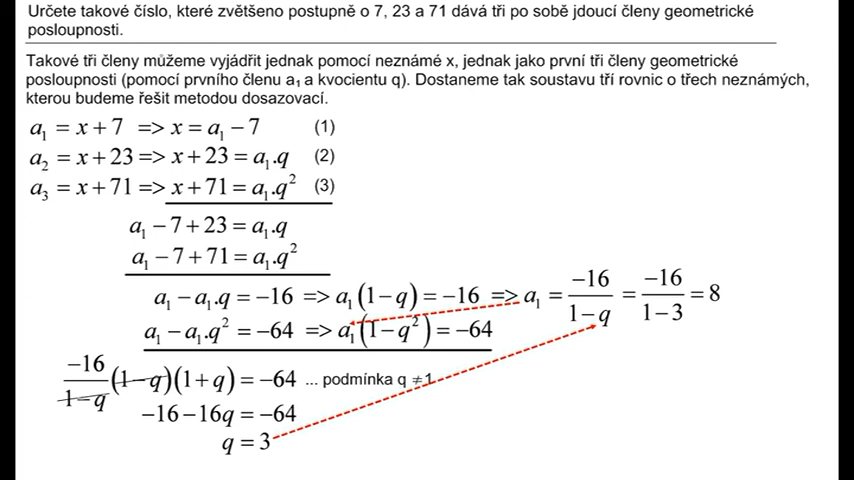 Určete takové číslo, které zvětšeno postupně o 7, 23 a 71 dává tři po sobě jdoucí členy geometrické
posloupnosti.
Takové tři členy můžeme vyjádřit jednak pomocí neznámé x, jednak jako první tři členy geometrické
posloupnosti (pomocí prvního členu a₁ a kvocientu q). Dostaneme tak soustavu tří rovnic o třech neznámých,
kterou budeme řešit metodou dosazovací.
a₁ = x + 7 => x = a₁ − 7 (1)
a₂ = x + 23 => x + 23 = a₁.q (2)
a₃ = x + 71 => x + 71 = a₁.q² (3)
a₁ − 7 + 23 = a₁.q
a₁ − 7 + 71 = a₁.q²
a₁ − a₁.q = −16 => a₁(1 − q) = −16 => a₁ = −16/(1 − q) = −16/(1 − 3) = 8
a₁ − a₁.q² = −64 => a₁(1 − q²) = −64
−16/(1 − q) (1 − q)(1 + q) = −64 ... podmínka q ≠ 1
−16 − 16q = −64
q = 3